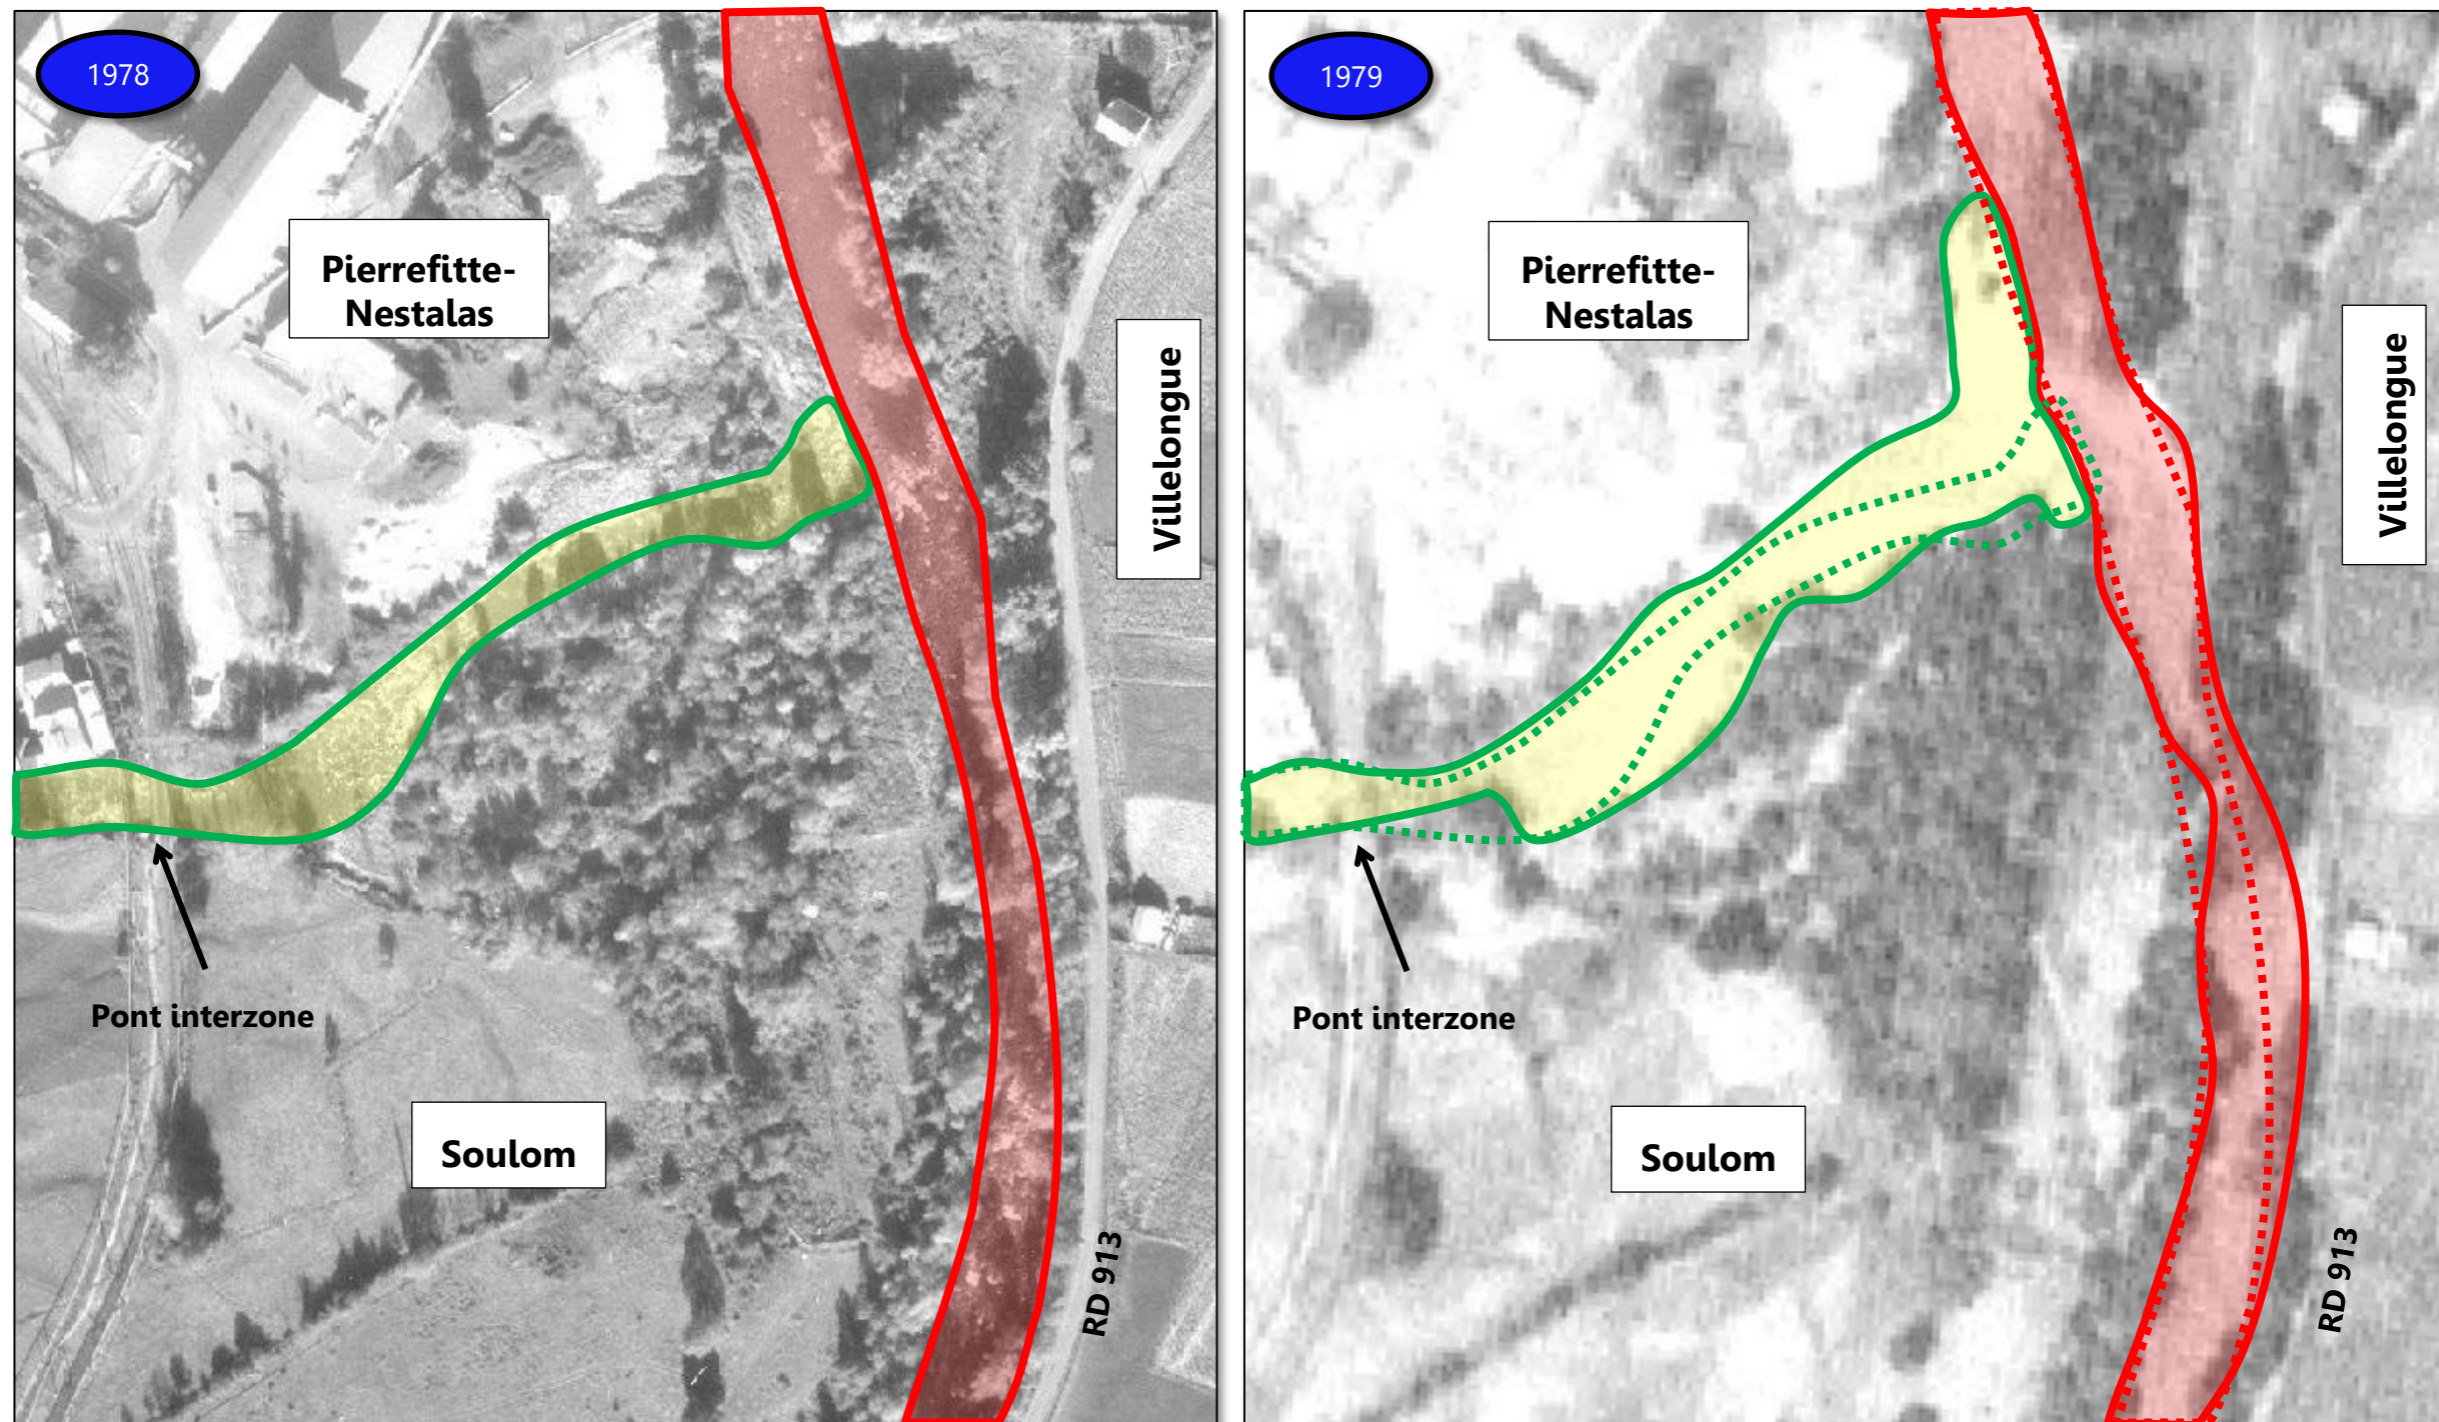 1978
Pierrefitte-
Nestalas
Villelongue
Pont interzone
Soulom
RD 913
1979
Pierrefitte-
Nestalas
Villelongue
Pont interzone
Soulom
RD 913